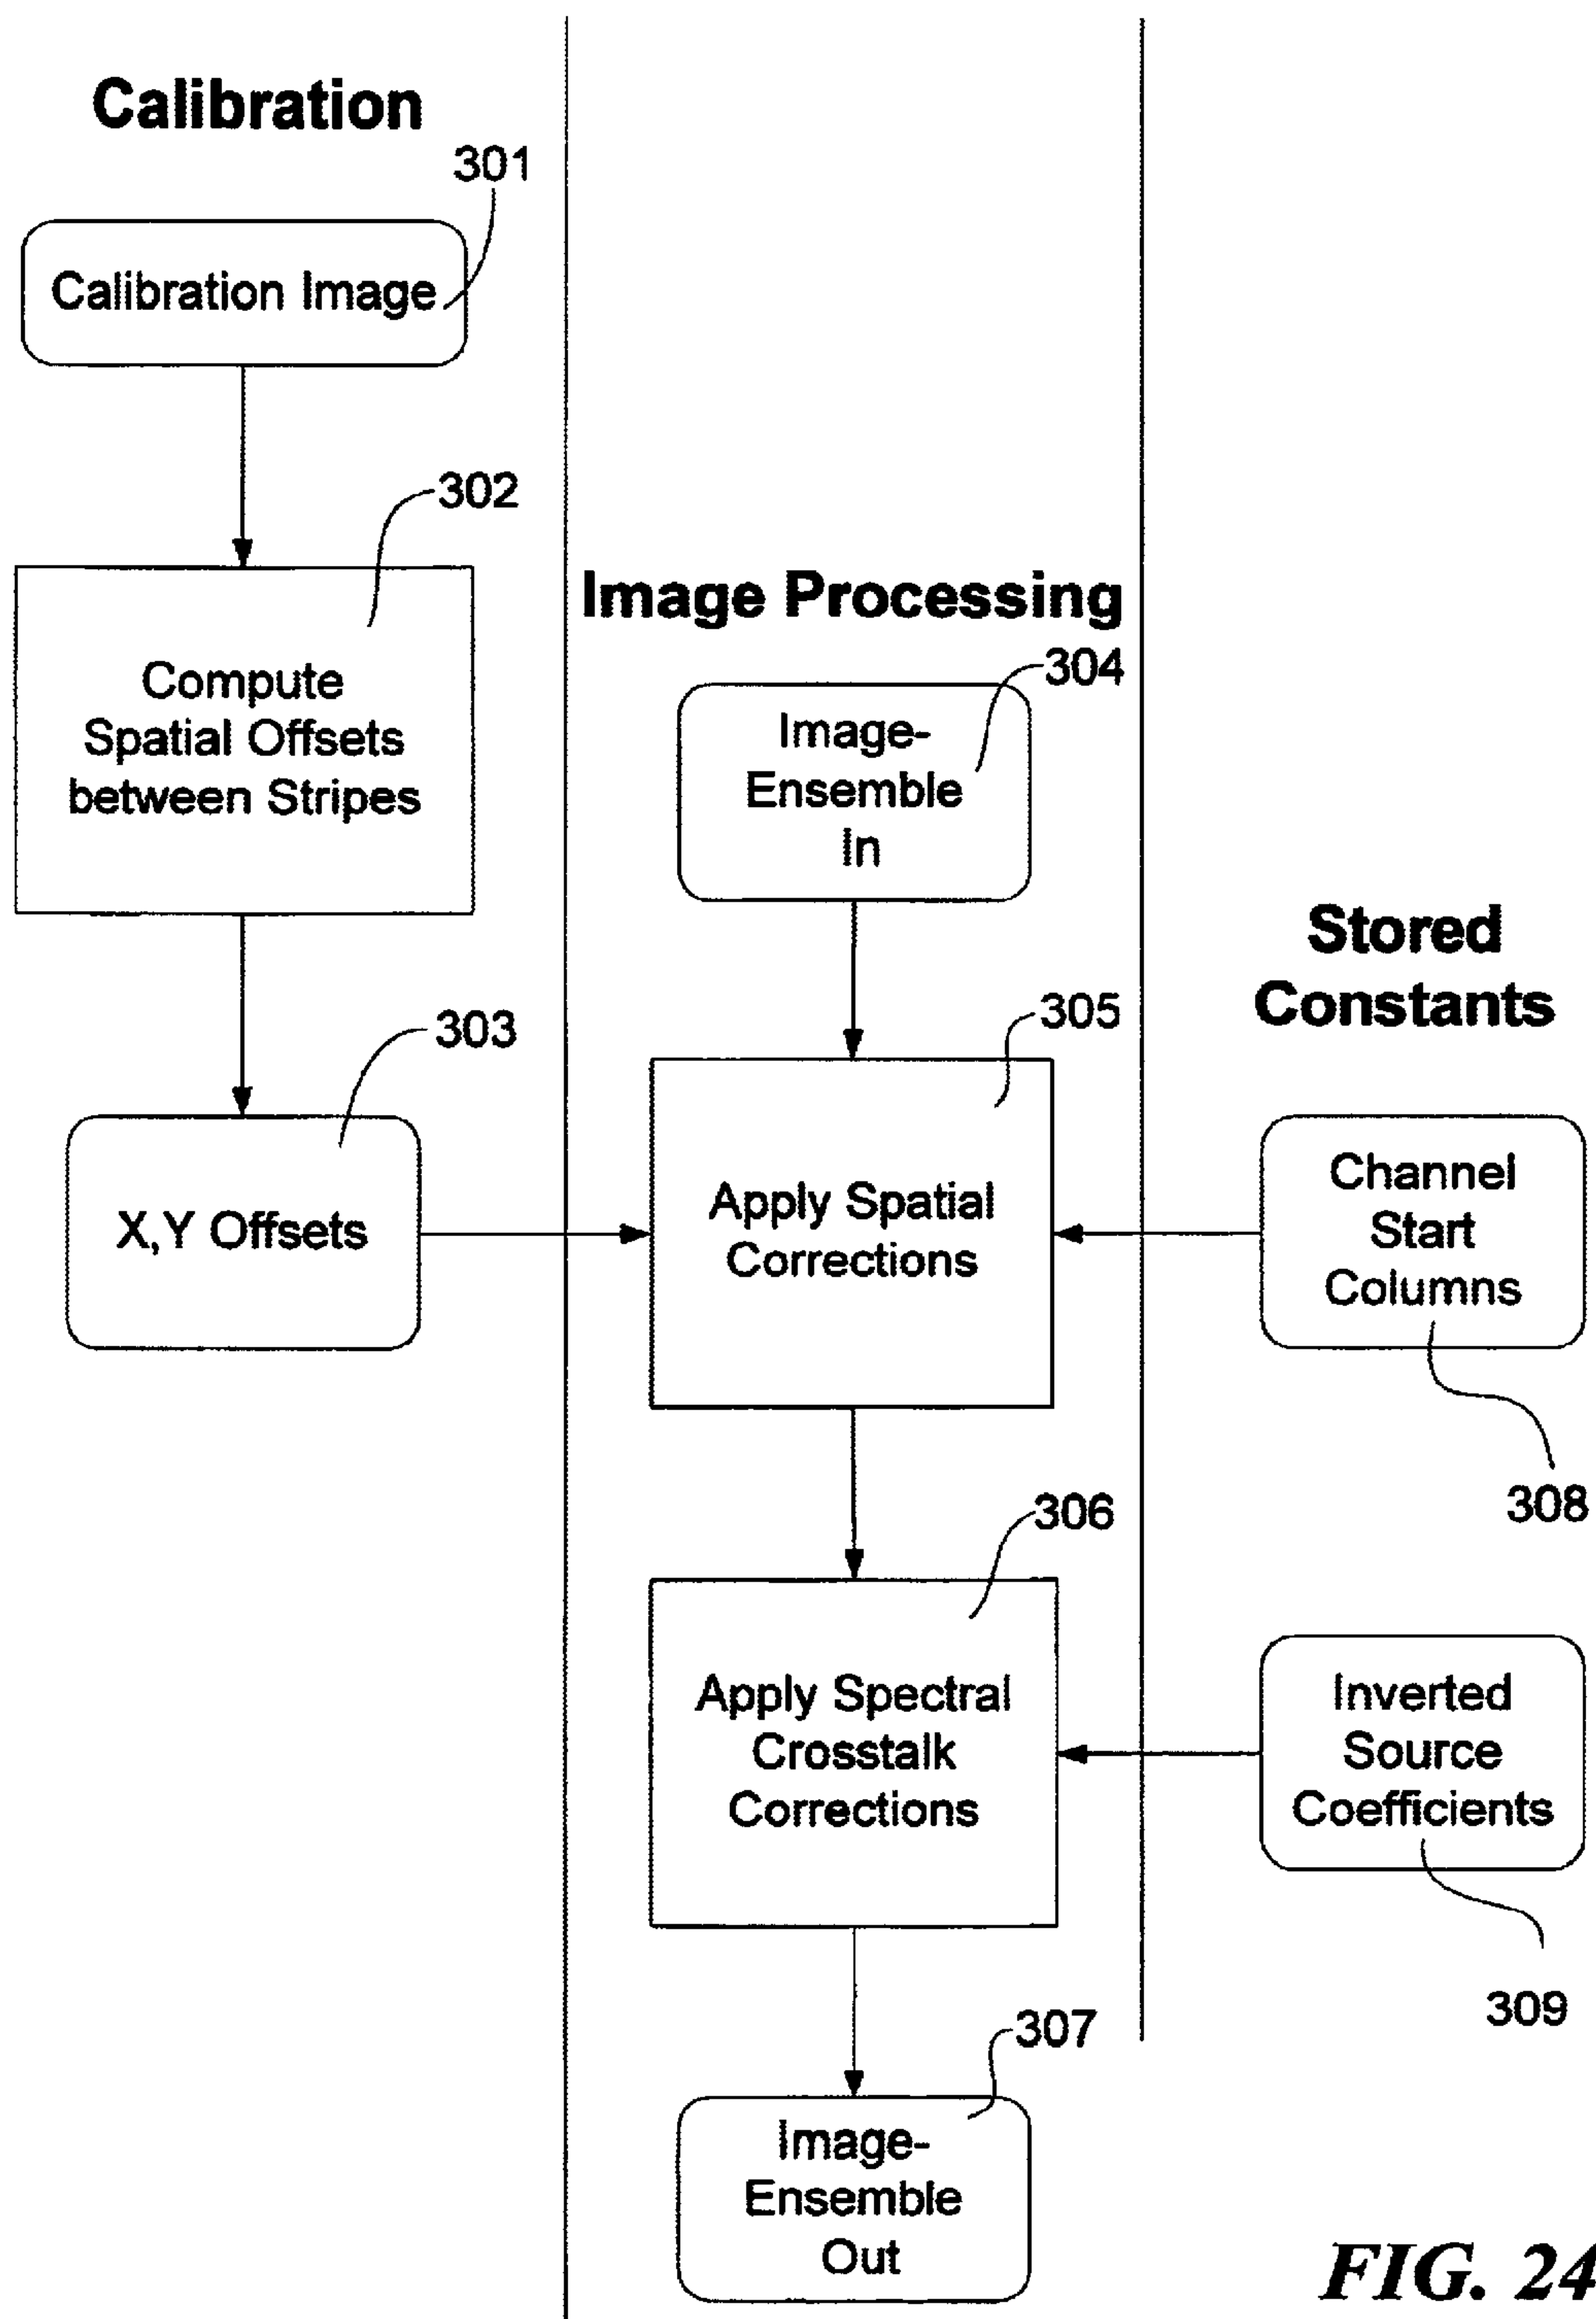 Calibration
301
Calibration Image
302
Compute
Spatial Offsets
between Stripes
303
X,Y Offsets
Image Processing
304
Image-
Ensemble
In
305
Apply Spatial
Corrections
306
Apply Spectral
Crosstalk
Corrections
307
Image-
Ensemble
Out
Stored
Constants
Channel
Start
Columns
308
Inverted
Source
Coefficients
309
FIG. 24